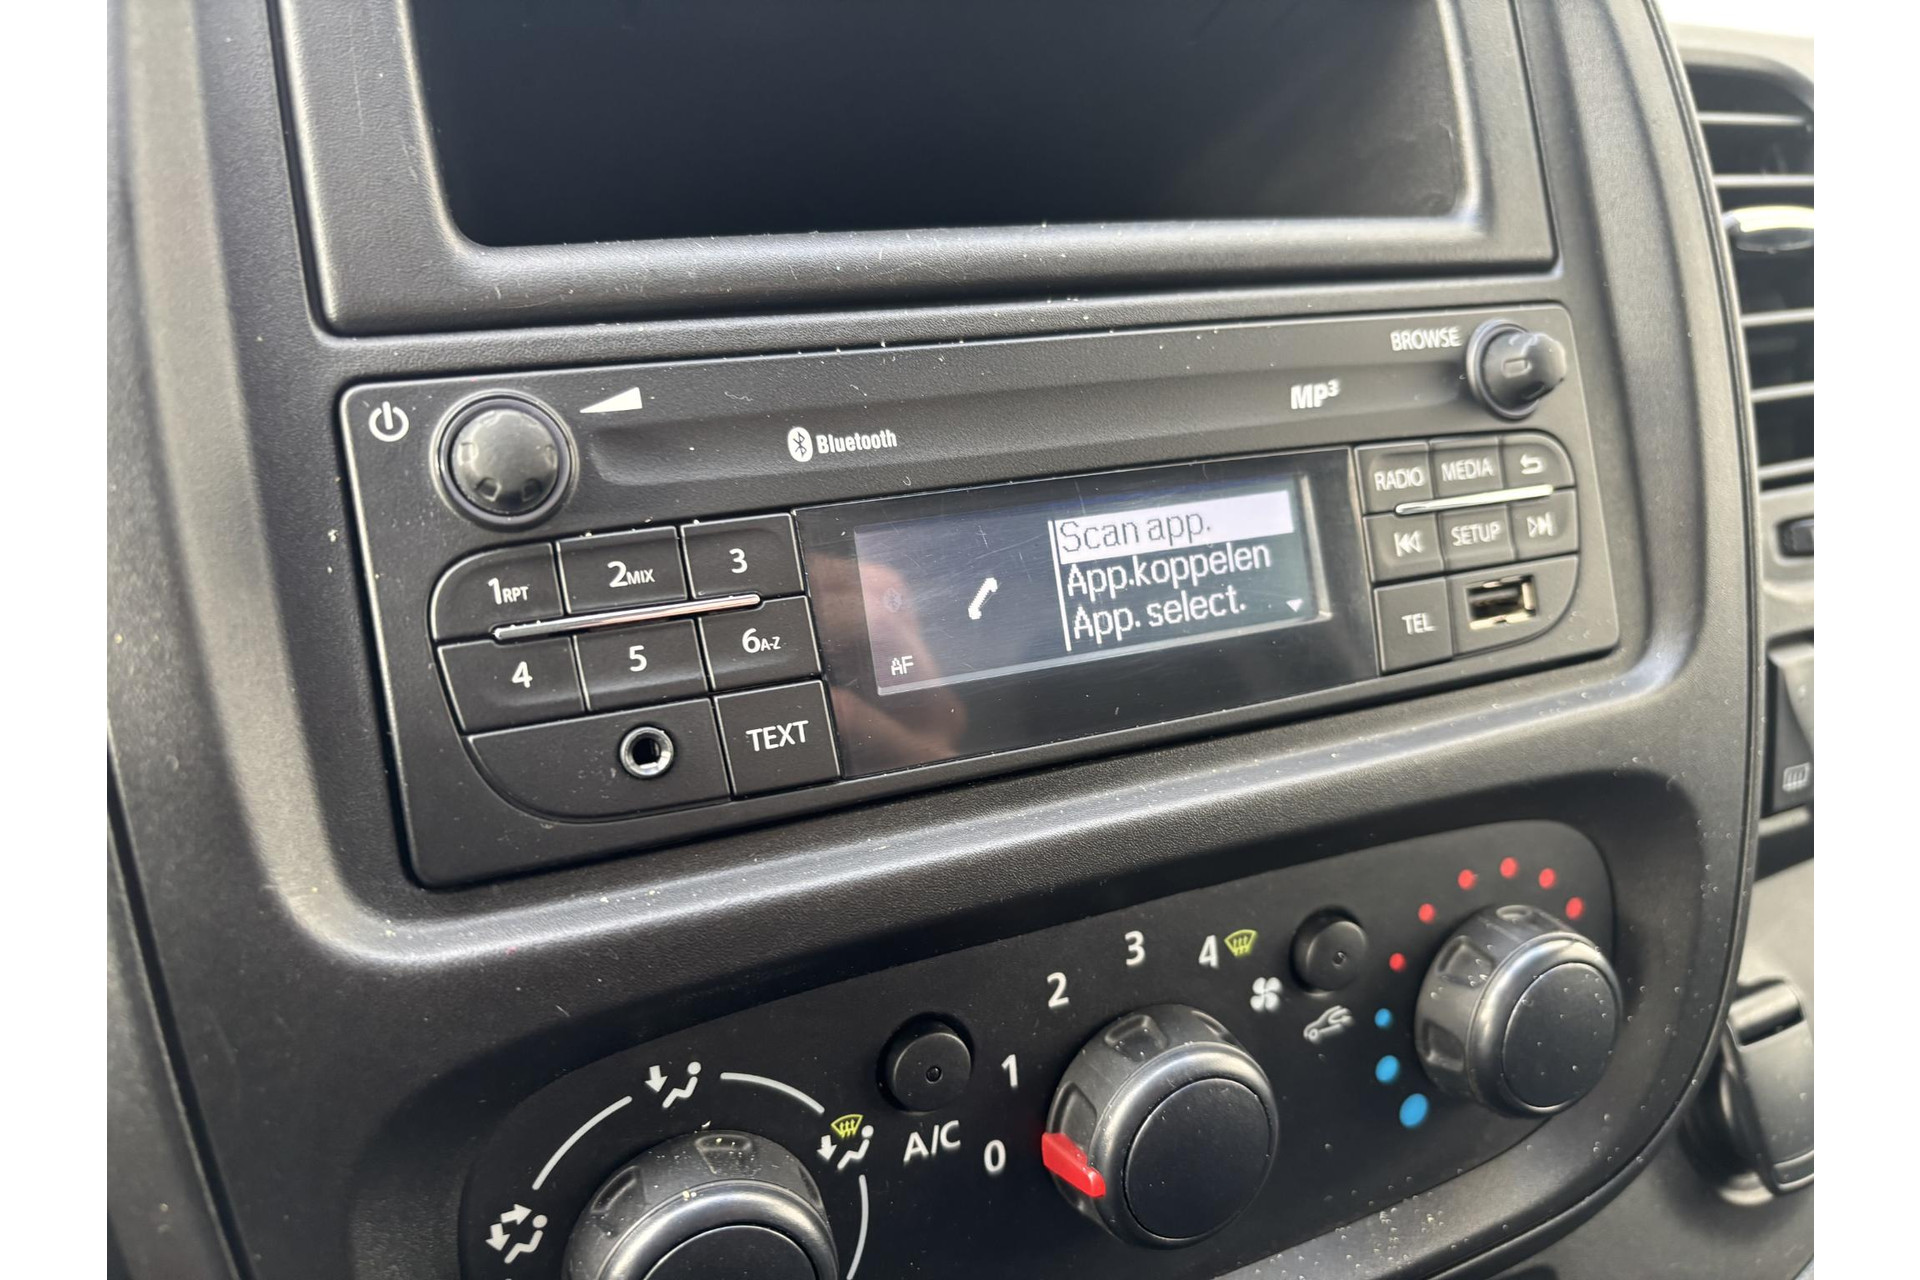 BROWSE
MP3
Bluetooth
RADIO MEDIA
SETUP
TEL
1RPT 2MIX 3
4 5 6A-Z
TEXT
Scan app.
App.koppelen
App. select.
AF
0 1 2 3 4
A/C